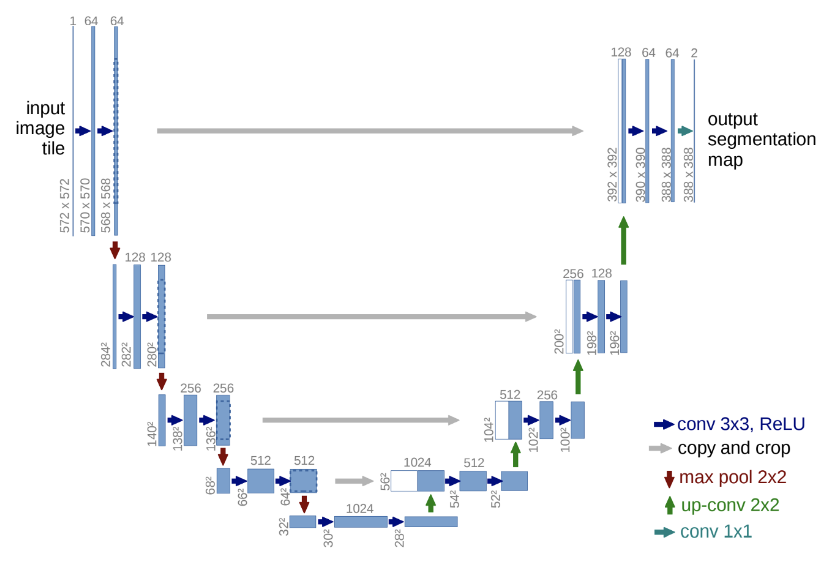 1 64 64
input
image
tile
572 x 572
570 x 570
568 x 568
128 64 64 2
392 x 392
390 x 390
388 x 388
388 x 388
output
segmentation
map
128 128
284²
282²
280²
256 128
200²
198²
196²
256 256
140²
138²
136²
512 256
104²
102²
100²
512 512
68²
66²
64²
1024 512
56²
54²
52²
1024
32²
30²
28²
conv 3x3, ReLU
copy and crop
max pool 2x2
up-conv 2x2
conv 1x1